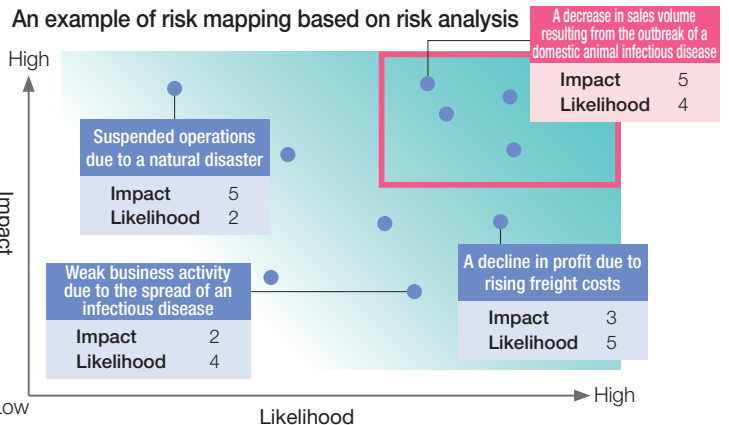 An example of risk mapping based on risk analysis
A decrease in sales volume
resulting from the outbreak of a
domestic animal infectious disease
Impact 5
Likelihood 4
High
Suspended operations
due to a natural disaster
Impact 5
Likelihood 2
Impact
Weak business activity
due to the spread of an
infectious disease
Impact 2
Likelihood 4
A decline in profit due to
rising freight costs
Impact 3
Likelihood 5
Low
High
Likelihood